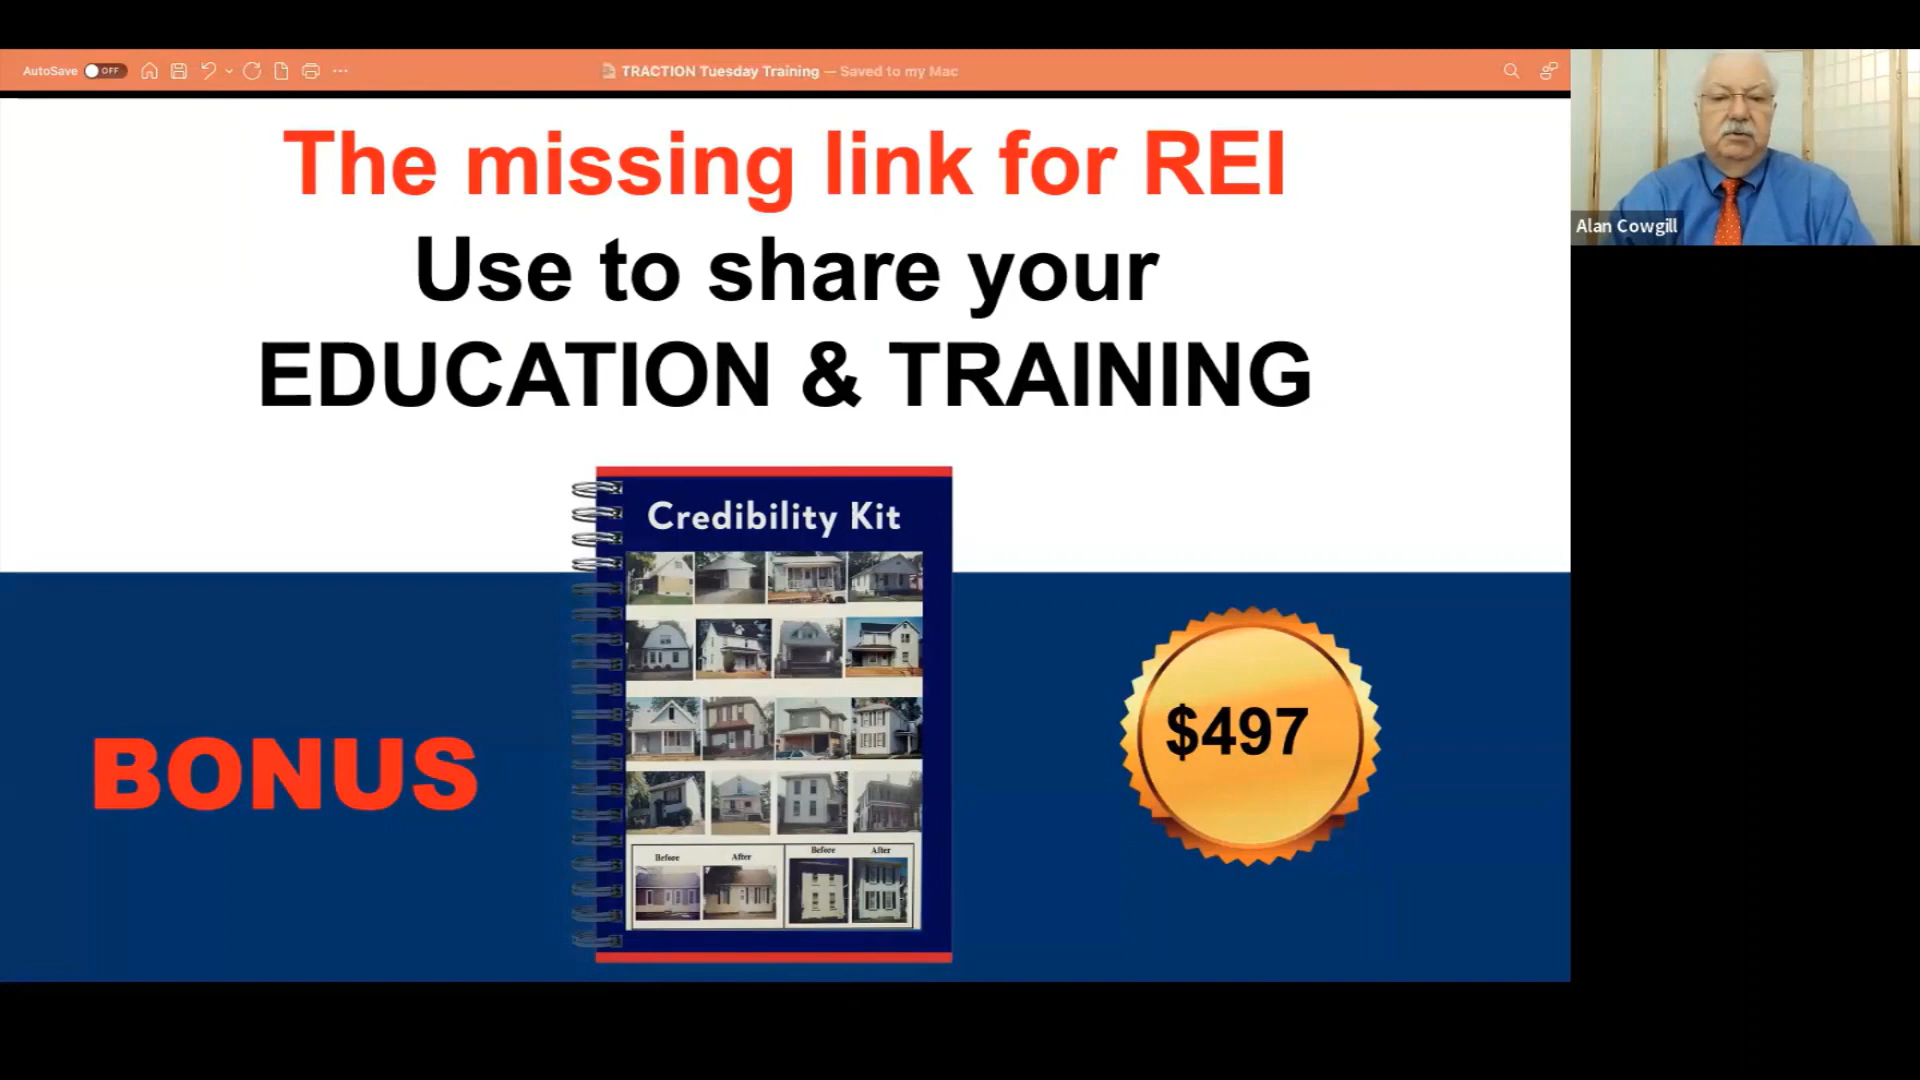 AutoSave OFF
TRACTION Tuesday Training — Saved to my Mac
The missing link for REI
Use to share your
EDUCATION & TRAINING
Credibility Kit
Before After Before After
BONUS
$497
Alan Cowgill